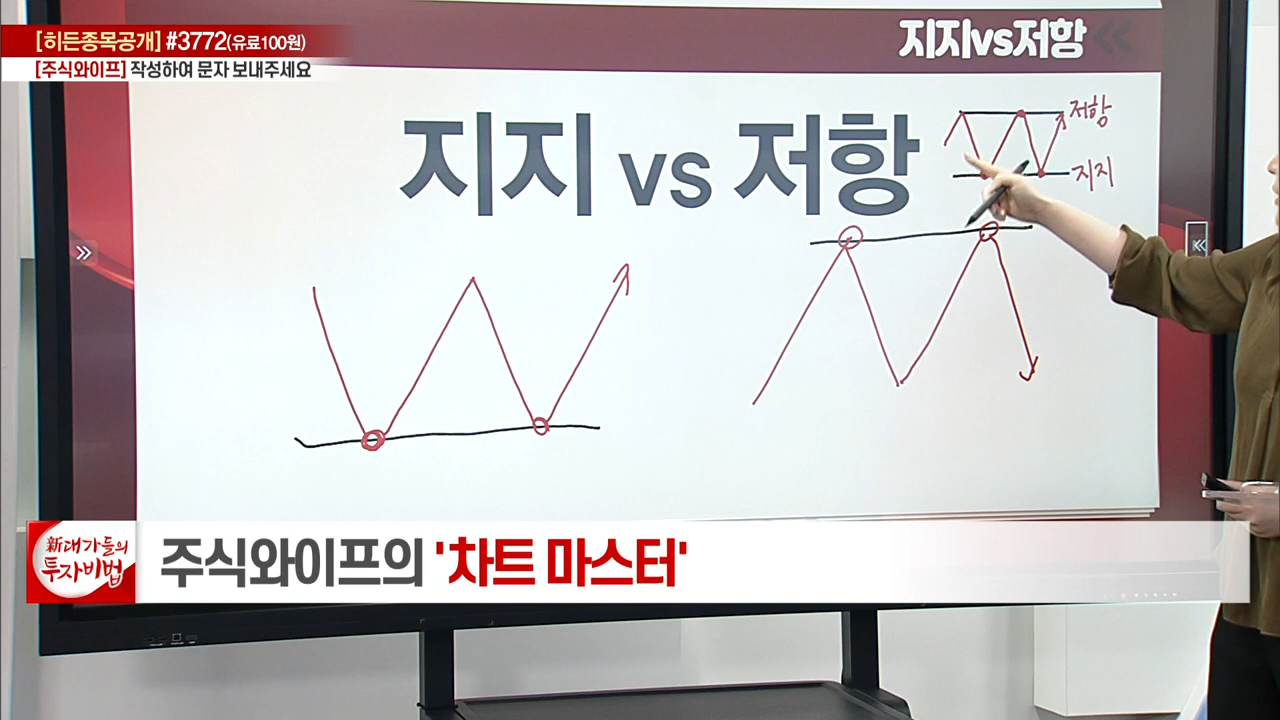 [히든종목공개] #3772(유료100원)
[주식와이프] 작성하여 문자 보내주세요
지지vs저항
지지 vs 저항
저항
지지
新대가들의
투자비법
주식와이프의 '차트 마스터'